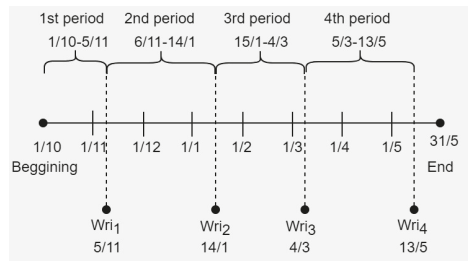 1st period 2nd period 3rd period 4th period
1/10-5/11 6/11-14/1 15/1-4/3 5/3-13/5
1/10 1/11 1/12 1/1 1/2 1/3 1/4 1/5 31/5
Beggining End
Wri1 Wri2 Wri3 Wri4
5/11 14/1 4/3 13/5